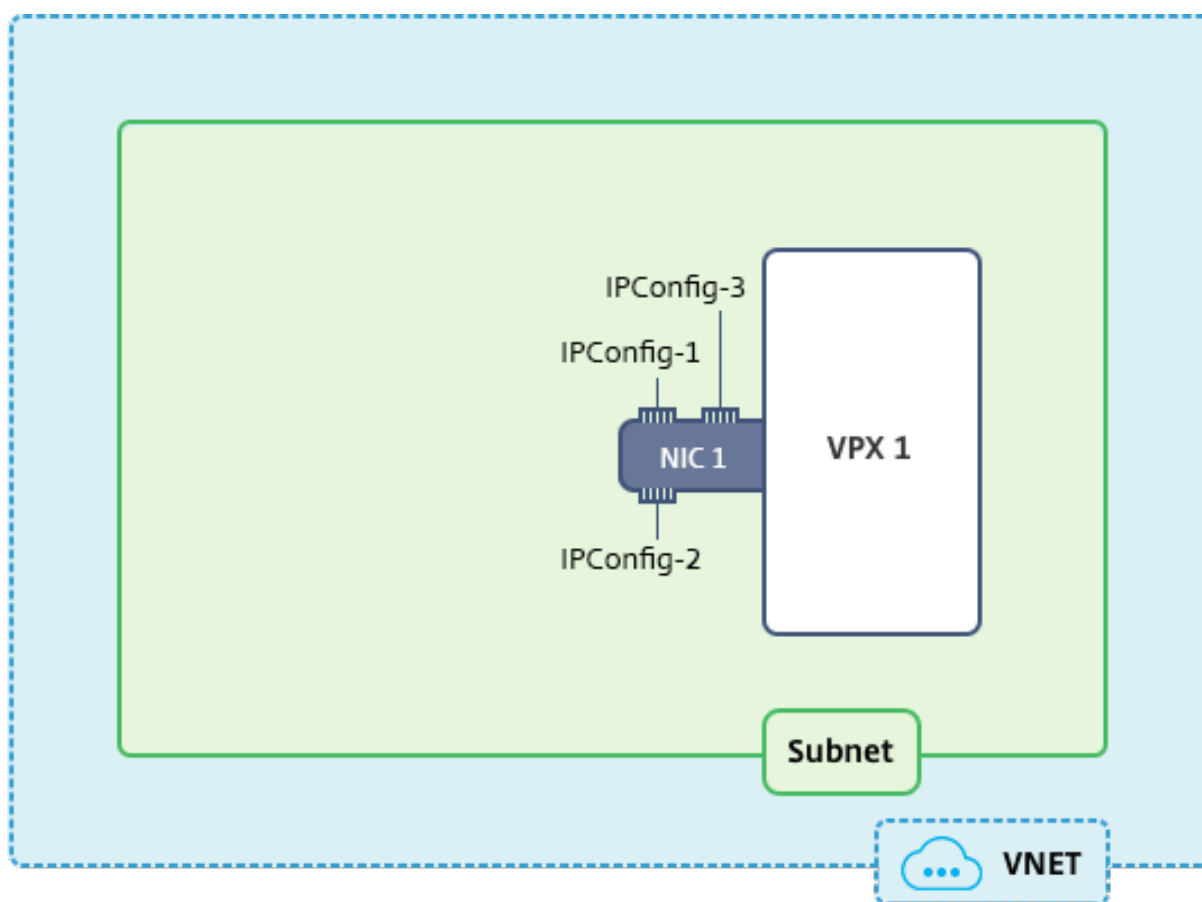 IPConfig-3
IPConfig-1
NIC 1
VPX 1
IPConfig-2
Subnet
VNET